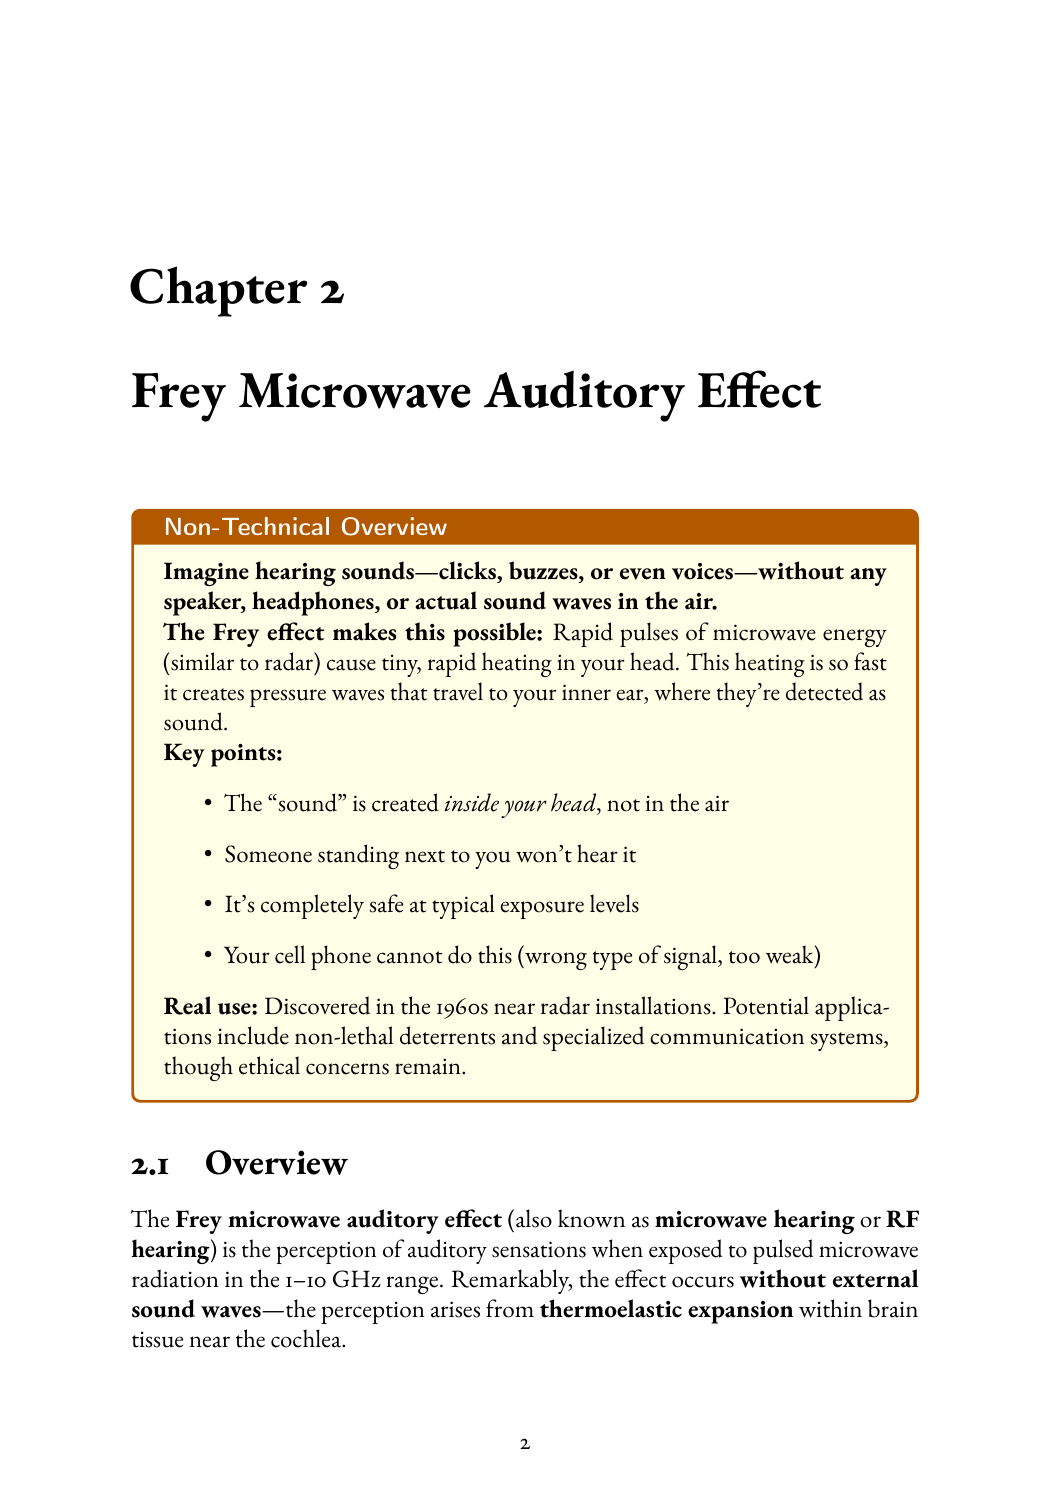 Chapter 2
Frey Microwave Auditory Effect
Non-Technical Overview
Imagine hearing sounds—clicks, buzzes, or even voices—without any
speaker, headphones, or actual sound waves in the air.
The Frey effect makes this possible: Rapid pulses of microwave energy
(similar to radar) cause tiny, rapid heating in your head. This heating is so fast
it creates pressure waves that travel to your inner ear, where they’re detected as
sound.
Key points:
• The “sound” is created inside your head, not in the air
• Someone standing next to you won’t hear it
• It’s completely safe at typical exposure levels
• Your cell phone cannot do this (wrong type of signal, too weak)
Real use: Discovered in the 1960s near radar installations. Potential applica-
tions include non-lethal deterrents and specialized communication systems,
though ethical concerns remain.
2.1 Overview
The Frey microwave auditory effect (also known as microwave hearing or RF
hearing) is the perception of auditory sensations when exposed to pulsed microwave
radiation in the 1–10 GHz range. Remarkably, the effect occurs without external
sound waves—the perception arises from thermoelastic expansion within brain
tissue near the cochlea.
2